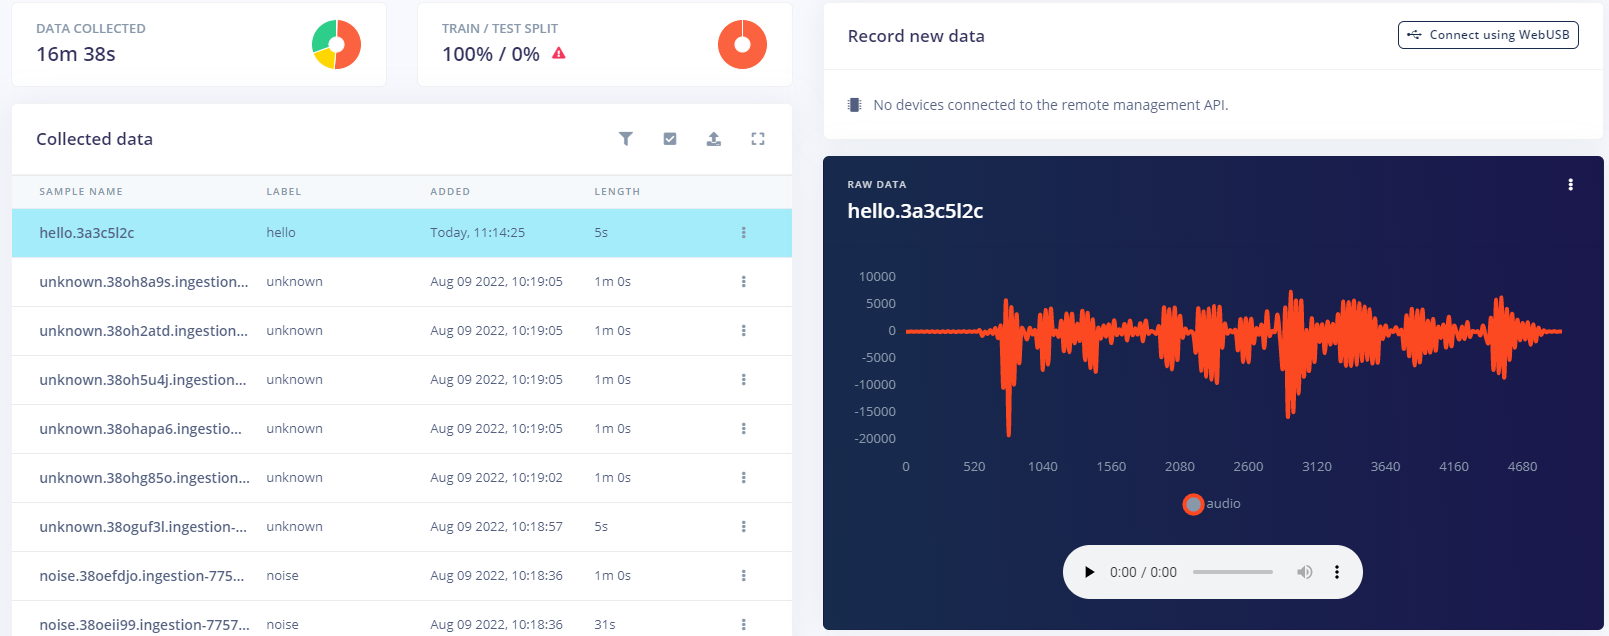 DATA COLLECTED
16m 38s
TRAIN / TEST SPLIT
100% / 0%
Collected data
SAMPLE NAME LABEL ADDED LENGTH
hello.3a3c5l2c hello Today, 11:14:25 5s
unknown.38oh8a9s.ingestion... unknown Aug 09 2022, 10:19:05 1m 0s
unknown.38oh2atd.ingestion... unknown Aug 09 2022, 10:19:05 1m 0s
unknown.38oh5u4j.ingestion... unknown Aug 09 2022, 10:19:05 1m 0s
unknown.38ohapa6.ingestio... unknown Aug 09 2022, 10:19:05 1m 0s
unknown.38ohg85o.ingestion... unknown Aug 09 2022, 10:19:02 1m 0s
unknown.38oguf3l.ingestion-... unknown Aug 09 2022, 10:18:57 5s
noise.38oefdjo.ingestion-775... noise Aug 09 2022, 10:18:36 1m 0s
noise.38oeii99.ingestion-7757... noise Aug 09 2022, 10:18:36 31s
Record new data
Connect using WebUSB
No devices connected to the remote management API.
RAW DATA
hello.3a3c5l2c
10000
5000
0
-5000
-10000
-15000
-20000
0 520 1040 1560 2080 2600 3120 3640 4160 4680
audio
0:00 / 0:00